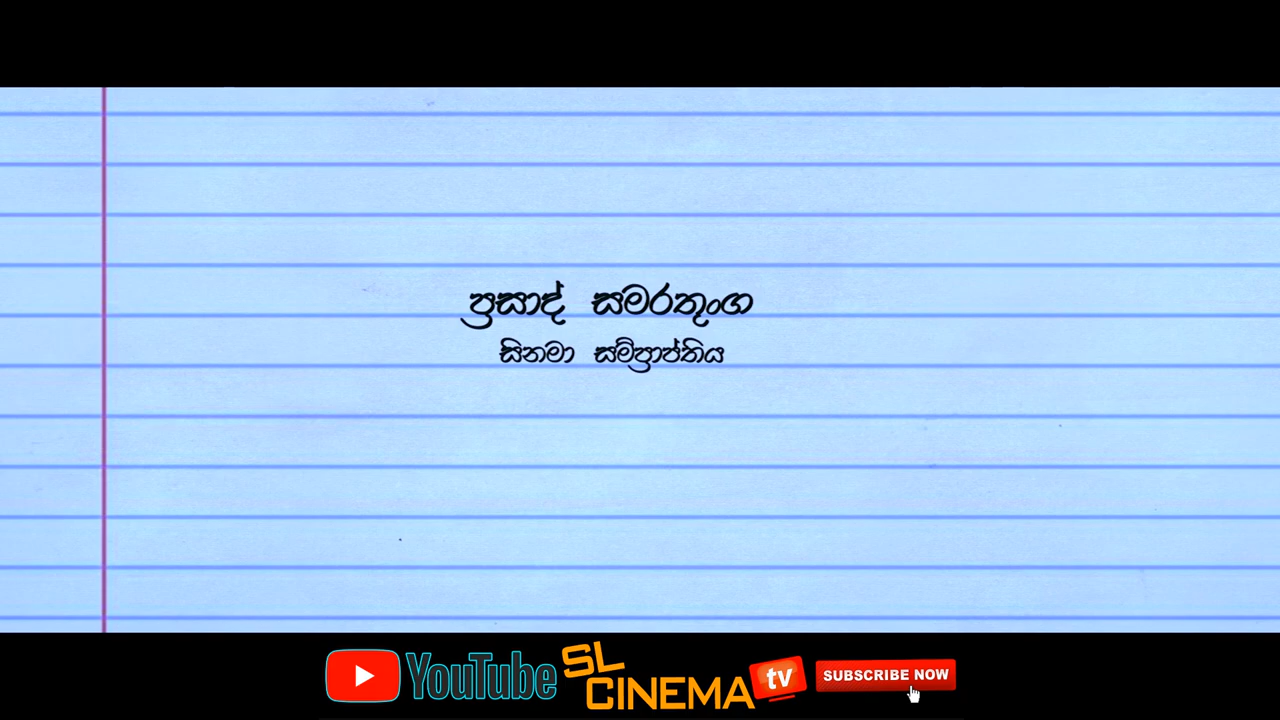 ප්‍රසාද් සමරතුංග
සිනමා සම්ප්‍රාප්තිය
YouTube SL CINEMA tv SUBSCRIBE NOW